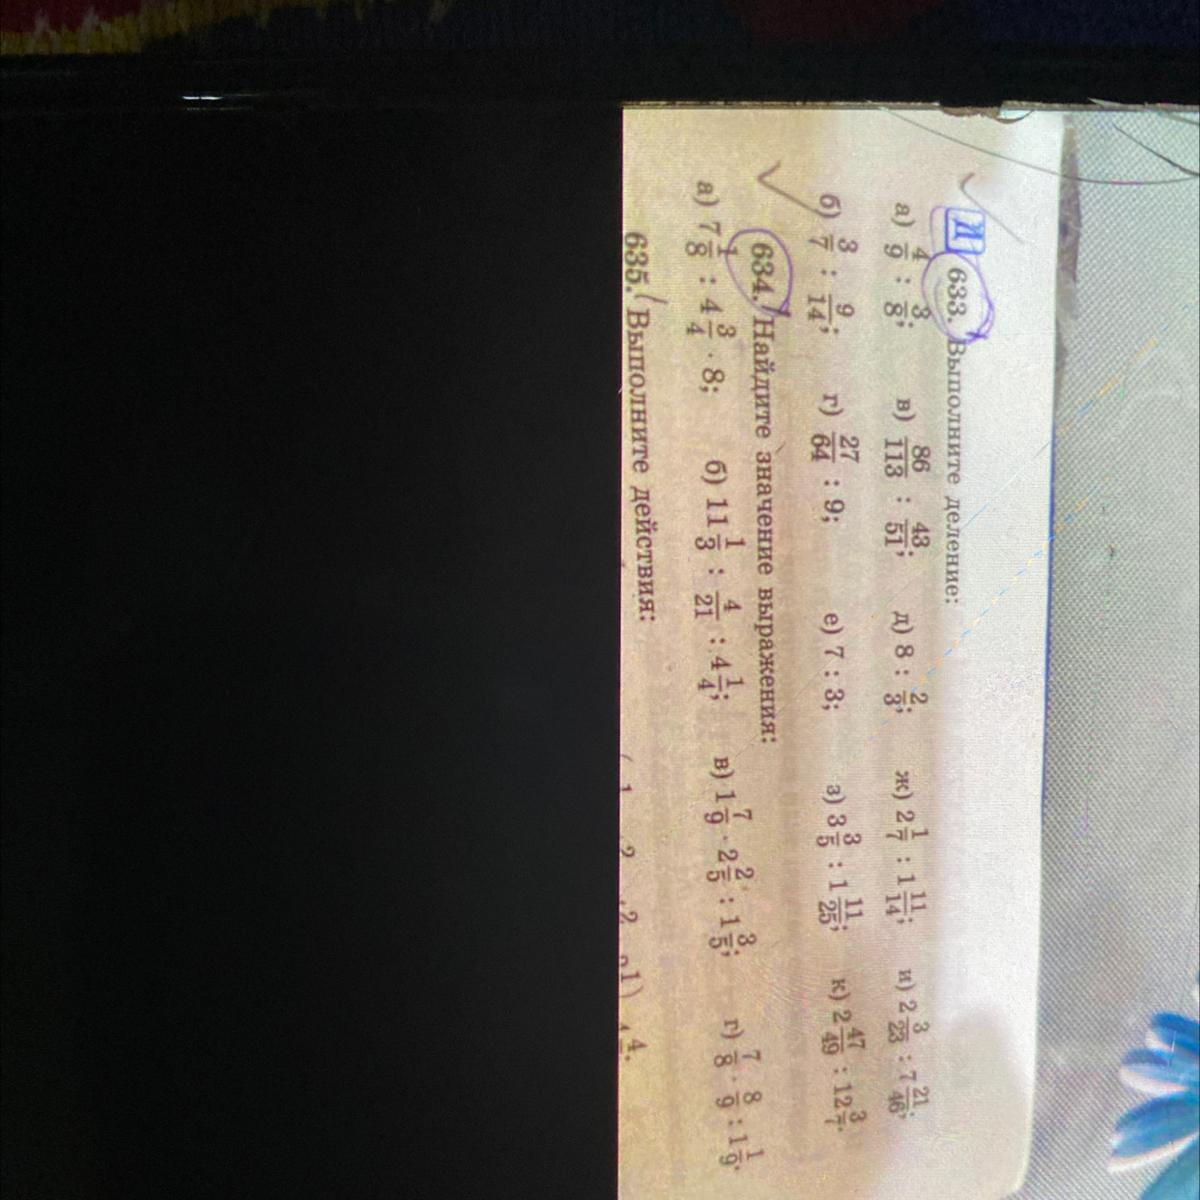 Д 633. Выполните деление:
а) 4/9 : 3/8; в) 86/113 : 43/51; д) 8 : 2/3; ж) 2 1/7 : 1 11/14; и) 2 3/23 : 7 21/46;
б) 3/7 : 9/14; г) 27/64 : 9; е) 7 : 3; з) 3 3/5 : 1 11/25; к) 2 47/49 : 12 3/7.
634. Найдите значение выражения:
а) 7 1/8 : 4 3/4 · 8; б) 11 1/3 : 4/21 : 4 1/4; в) 1 7/9 · 2 2/5 : 1 3/5; г) 7/8 · 8/9 : 1 1/9.
635. Выполните действия: